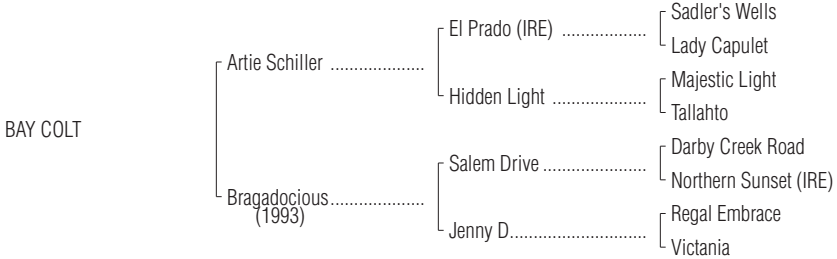 BAY COLT
Artie Schiller ....................
Bragadocious....................
(1993)
El Prado (IRE) ..................
Hidden Light ....................
Salem Drive ......................
Jenny D.............................
Sadler's Wells
Lady Capulet
Majestic Light
Tallahto
Darby Creek Road
Northern Sunset (IRE)
Regal Embrace
Victania